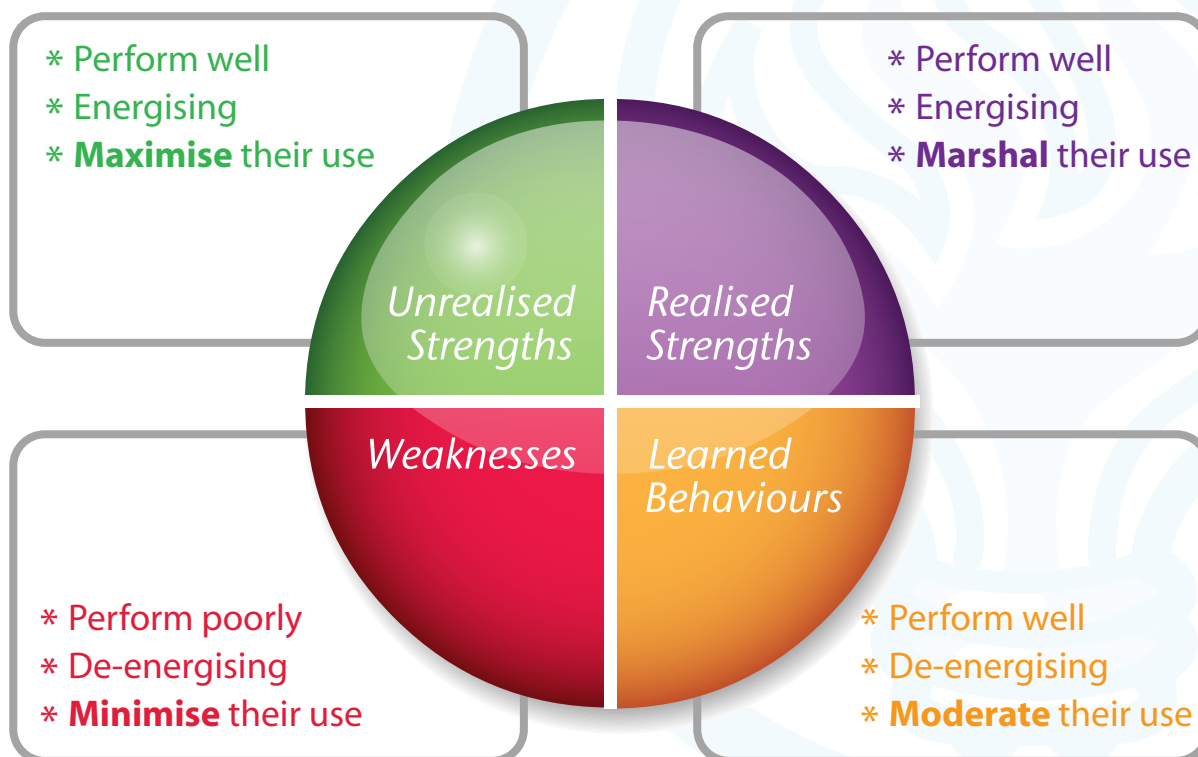 * Perform well
* Energising
* Maximise their use
* Perform well
* Energising
* Marshal their use
Unrealised
Strengths
Realised
Strengths
Weaknesses
Learned
Behaviours
* Perform poorly
* De-energising
* Minimise their use
* Perform well
* De-energising
* Moderate their use